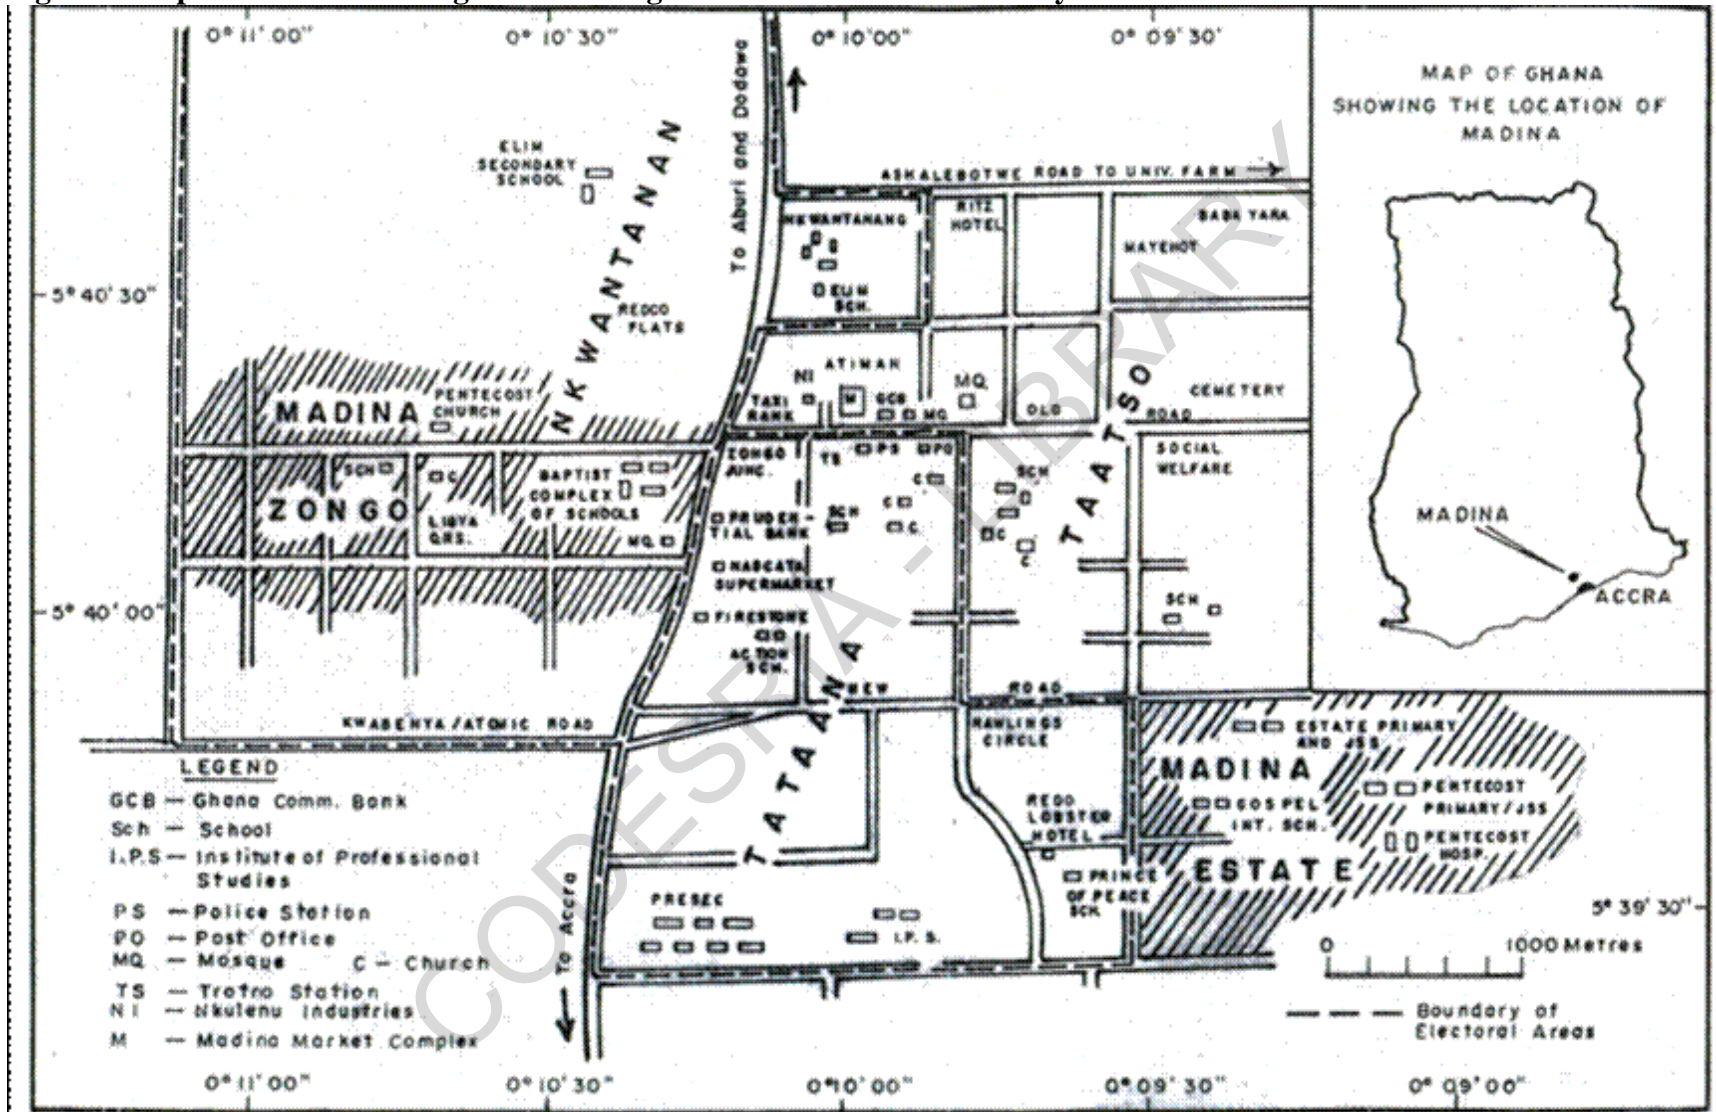 0° 11' 00"
0° 10' 30"
0° 10' 00"
0° 09' 30'
MAP OF GHANA
SHOWING THE LOCATION OF
MADINA
To Aburi and Dodowa
ELIM
SECONDARY
SCHOOL
NKWANTANAN
ASHALEBOTWE ROAD TO UNIV. FARM
NKWANTANANG
RITZ
HOTEL
BABA YARA
MAYEHOT
5° 40' 30"
ELIM
SCH.
REDCO
FLATS
ATIMAN
NI
MQ.
TAXI
RANK
M
GCB
MQ
OLD
ROAD
CEMETERY
TAATSO
MADINA
PENTECOST
CHURCH
ZONGO
JUNC.
TS
PS
PO
SOCIAL
WELFARE
SCH
C
BAPTIST
COMPLEX
OF SCHOOLS
ZONGO
LIBYA
QRS.
MQ.
PRUDEN-
TIAL BANK
SCH
C
C
C
SCH
C
C
NASCATA
SUPERMARKET
MADINA
ACCRA
5° 40' 00"
FIRESTONE
ACTION
SCH.
SCH
NEW
ROAD
TATAANA
KWABENYA/ATOMIC ROAD
RAWLINGS
CIRCLE
ESTATE PRIMARY
AND JSS
MADINA
PENTECOST
PRIMARY/JSS
GOSPEL
INT. SCH.
REDO
LOBSTER
HOTEL
PENTECOST
HOSP.
ESTATE
PRINCE
OF PEACE
SCH.
PRESEC
I.P.S.
To Accra
5° 39' 30"
LEGEND
GCB — Ghana Comm. Bank
Sch — School
I.P.S — Institute of Professional
Studies
PS — Police Station
PO — Post Office
MQ — Mosque C — Church
TS — Trotro Station
NI — Nkulenu Industries
M — Madina Market Complex
0 1000 Metres
Boundary of
Electoral Areas
0° 11' 00"
0° 10' 30"
0° 10' 00"
0° 09' 30"
0° 09' 00"
CODESRIA - LIBRARY